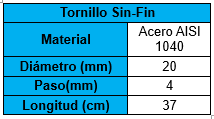 Tornillo Sin-Fin
Material Acero AISI 1040
Diámetro (mm) 20
Paso(mm) 4
Longitud (cm) 37